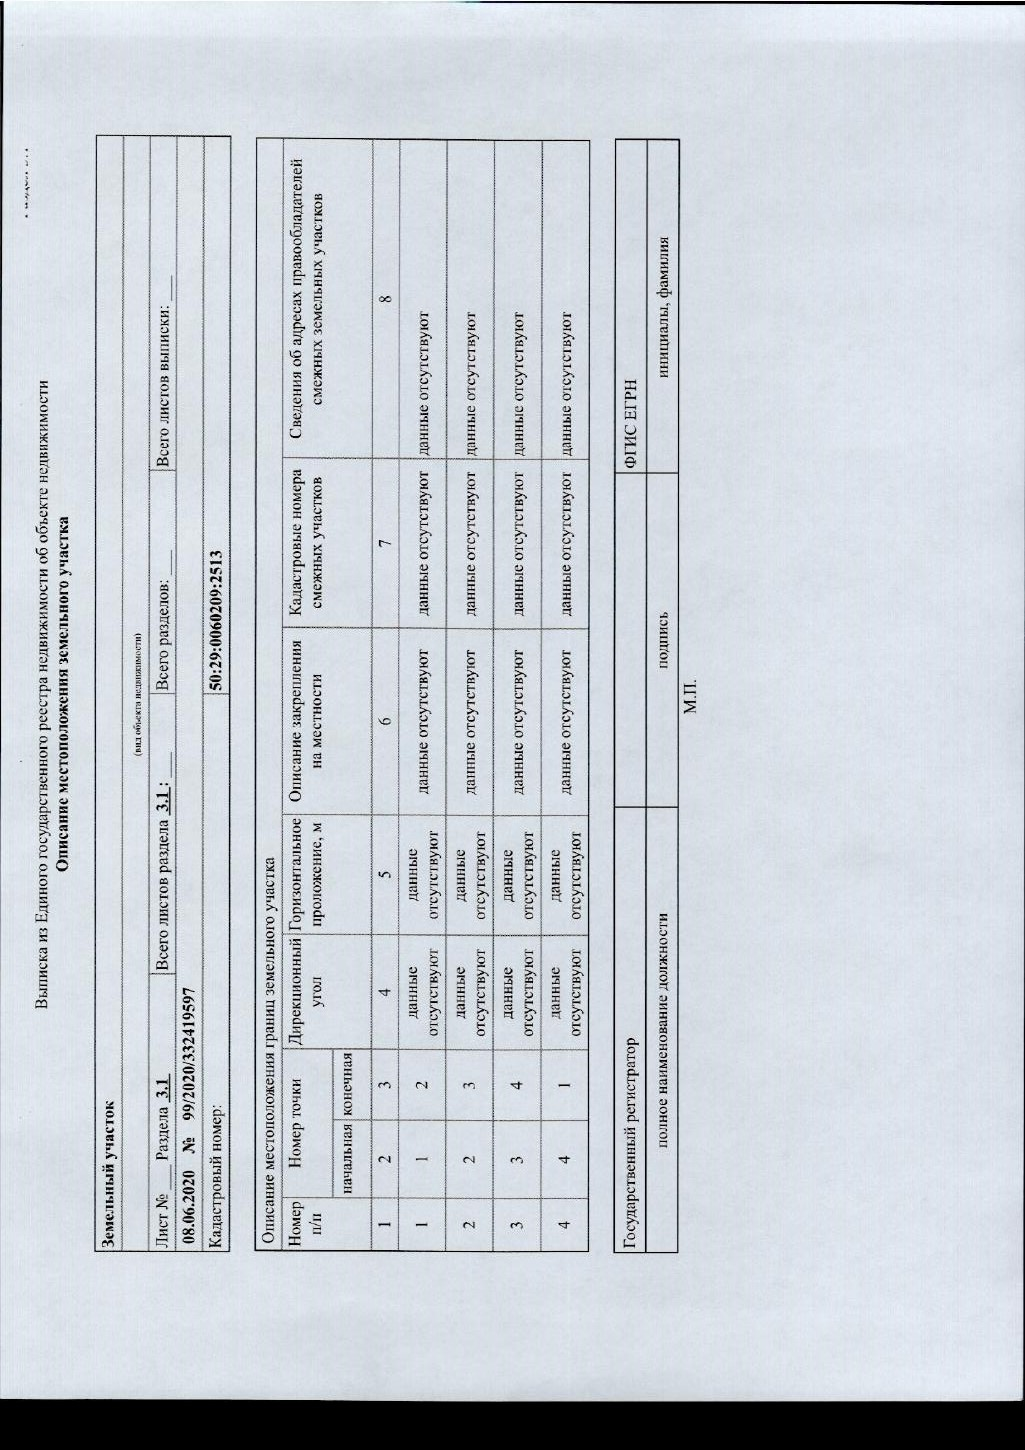 Выписка из Единого государственного реестра недвижимости об объекте недвижимости
Описание местоположения земельного участка
Земельный участок
(вид объекта недвижимости)
Лист № ___ Раздела 3.1 Всего листов раздела 3.1 : ___ Всего разделов: ___ Всего листов выписки: ___
08.06.2020 № 99/2020/332419597
Кадастровый номер: 50:29:0060209:2513
Описание местоположения границ земельного участка
Номер Номер точки Дирекционный Горизонтальное Описание закрепления Кадастровые номера Сведения об адресах правообладателей
п/п угол проложение, м на местности смежных участков смежных земельных участков
начальная конечная
1 2 3 4 5 6 7 8
1 1 2 данные данные данные отсутствуют данные отсутствуют данные отсутствуют
отсутствуют отсутствуют
2 2 3 данные данные данные отсутствуют данные отсутствуют данные отсутствуют
отсутствуют отсутствуют
3 3 4 данные данные данные отсутствуют данные отсутствуют данные отсутствуют
отсутствуют отсутствуют
4 4 1 данные данные данные отсутствуют данные отсутствуют данные отсутствуют
отсутствуют отсутствуют
Государственный регистратор ФГИС ЕГРН
полное наименование должности подпись инициалы, фамилия
М.П.